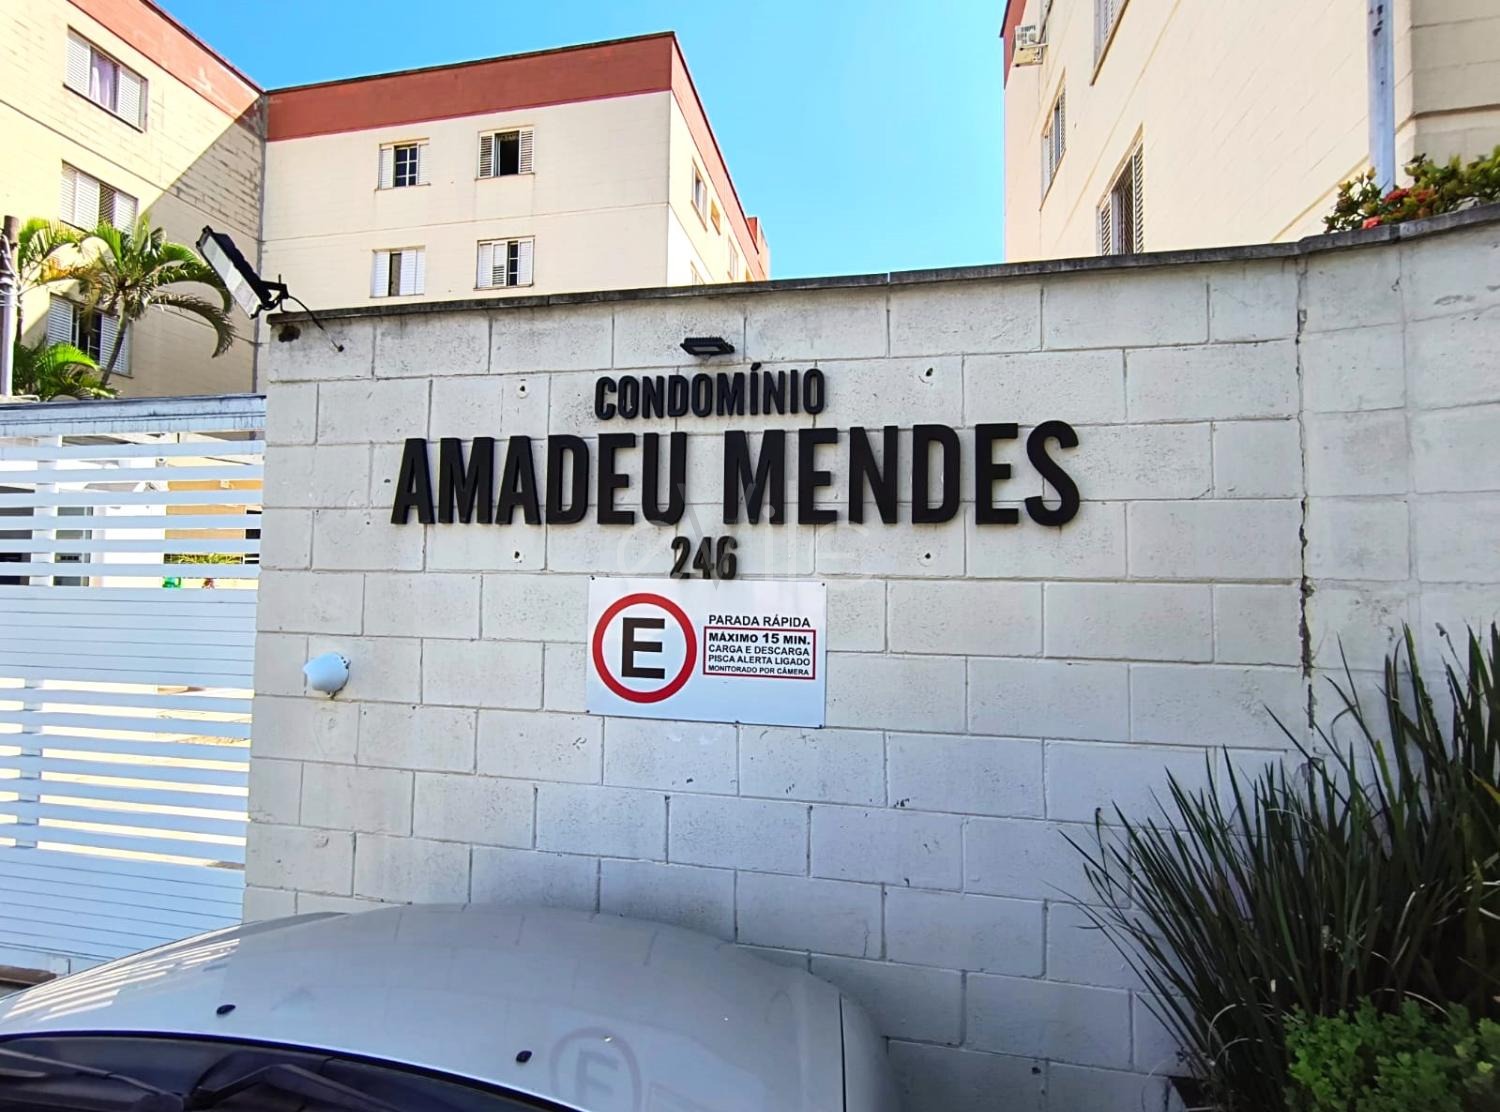 CONDOMÍNIO
AMADEU MENDES
246
E
PARADA RÁPIDA
MÁXIMO 15 MIN.
CARGA E DESCARGA
PISCA ALERTA LIGADO
MONITORADO POR CÂMERA